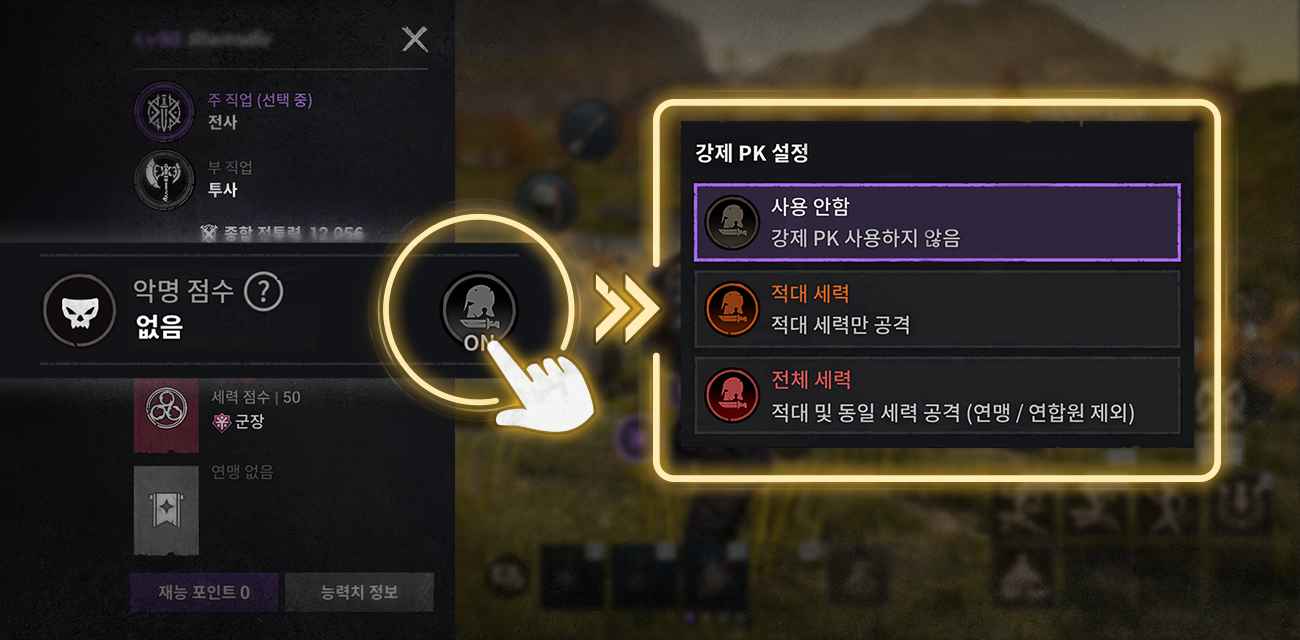 주 직업 (선택 중)
전사
부 직업
투사
종합 전투력 12,056
악명 점수 ?
없음
ON
세력 점수 | 50
군장
연맹 없음
재능 포인트 0
능력치 정보
강제 PK 설정
사용 안함
강제 PK 사용하지 않음
적대 세력
적대 세력만 공격
전체 세력
적대 및 동일 세력 공격 (연맹 / 연합원 제외)